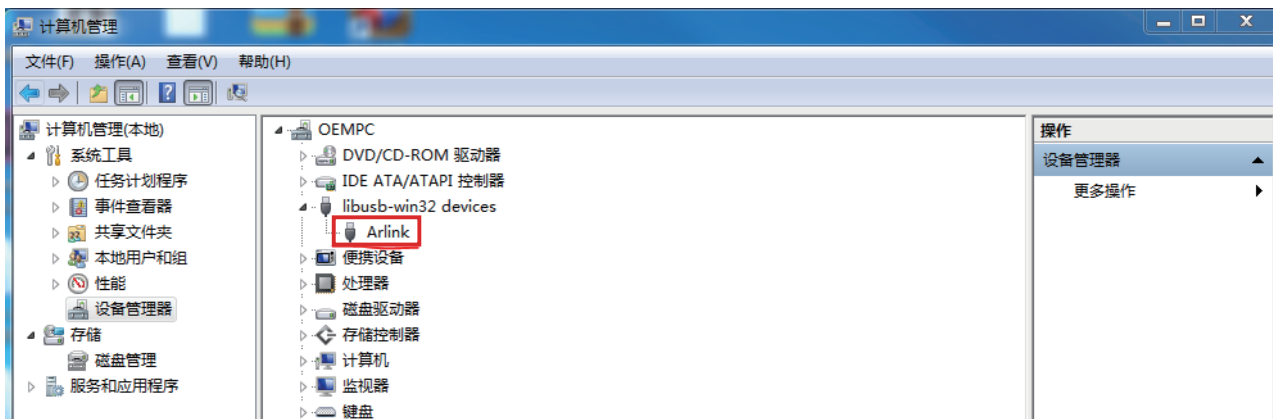 计算机管理
文件(F) 操作(A) 查看(V) 帮助(H)
计算机管理(本地)
系统工具
任务计划程序
事件查看器
共享文件夹
本地用户和组
性能
设备管理器
存储
磁盘管理
服务和应用程序
OEMPC
DVD/CD-ROM 驱动器
IDE ATA/ATAPI 控制器
libusb-win32 devices
Arlink
便携设备
处理器
磁盘驱动器
存储控制器
计算机
监视器
键盘
操作
设备管理器
更多操作